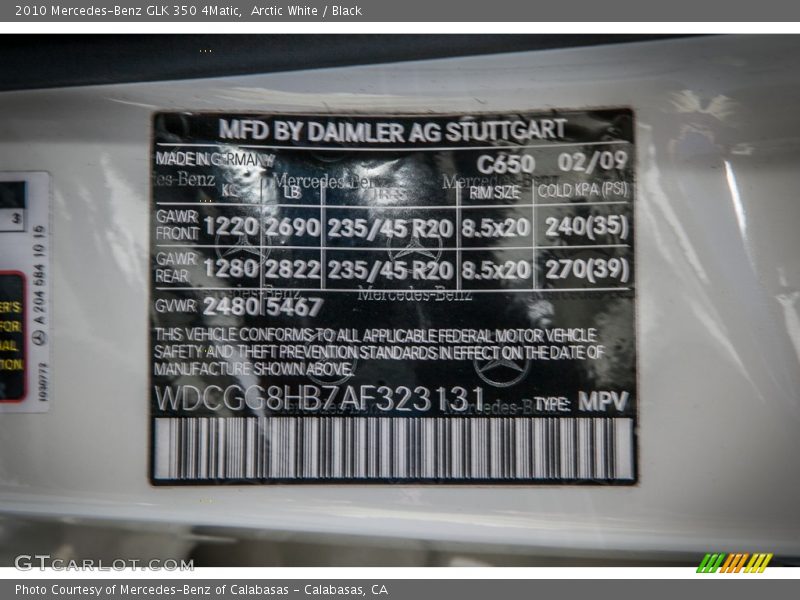 2010 Mercedes-Benz GLK 350 4Matic, Arctic White / Black
MFD BY DAIMLER AG STUTTGART
MADE IN GERMANY C650 02/09
KG LB TIRES RIM SIZE COLD KPA (PSI)
GAWR FRONT 1220 2690 235/45 R20 8.5x20 240(35)
GAWR REAR 1280 2822 235/45 R20 8.5x20 270(39)
GVWR 2480 5467
THIS VEHICLE CONFORMS TO ALL APPLICABLE FEDERAL MOTOR VEHICLE
SAFETY AND THEFT PREVENTION STANDARDS IN EFFECT ON THE DATE OF
MANUFACTURE SHOWN ABOVE.
WDCGG8HB7AF323131 TYPE: MPV
3
A 204 584 10 19
GTCARLOT.COM
Photo Courtesy of Mercedes-Benz of Calabasas - Calabasas, CA